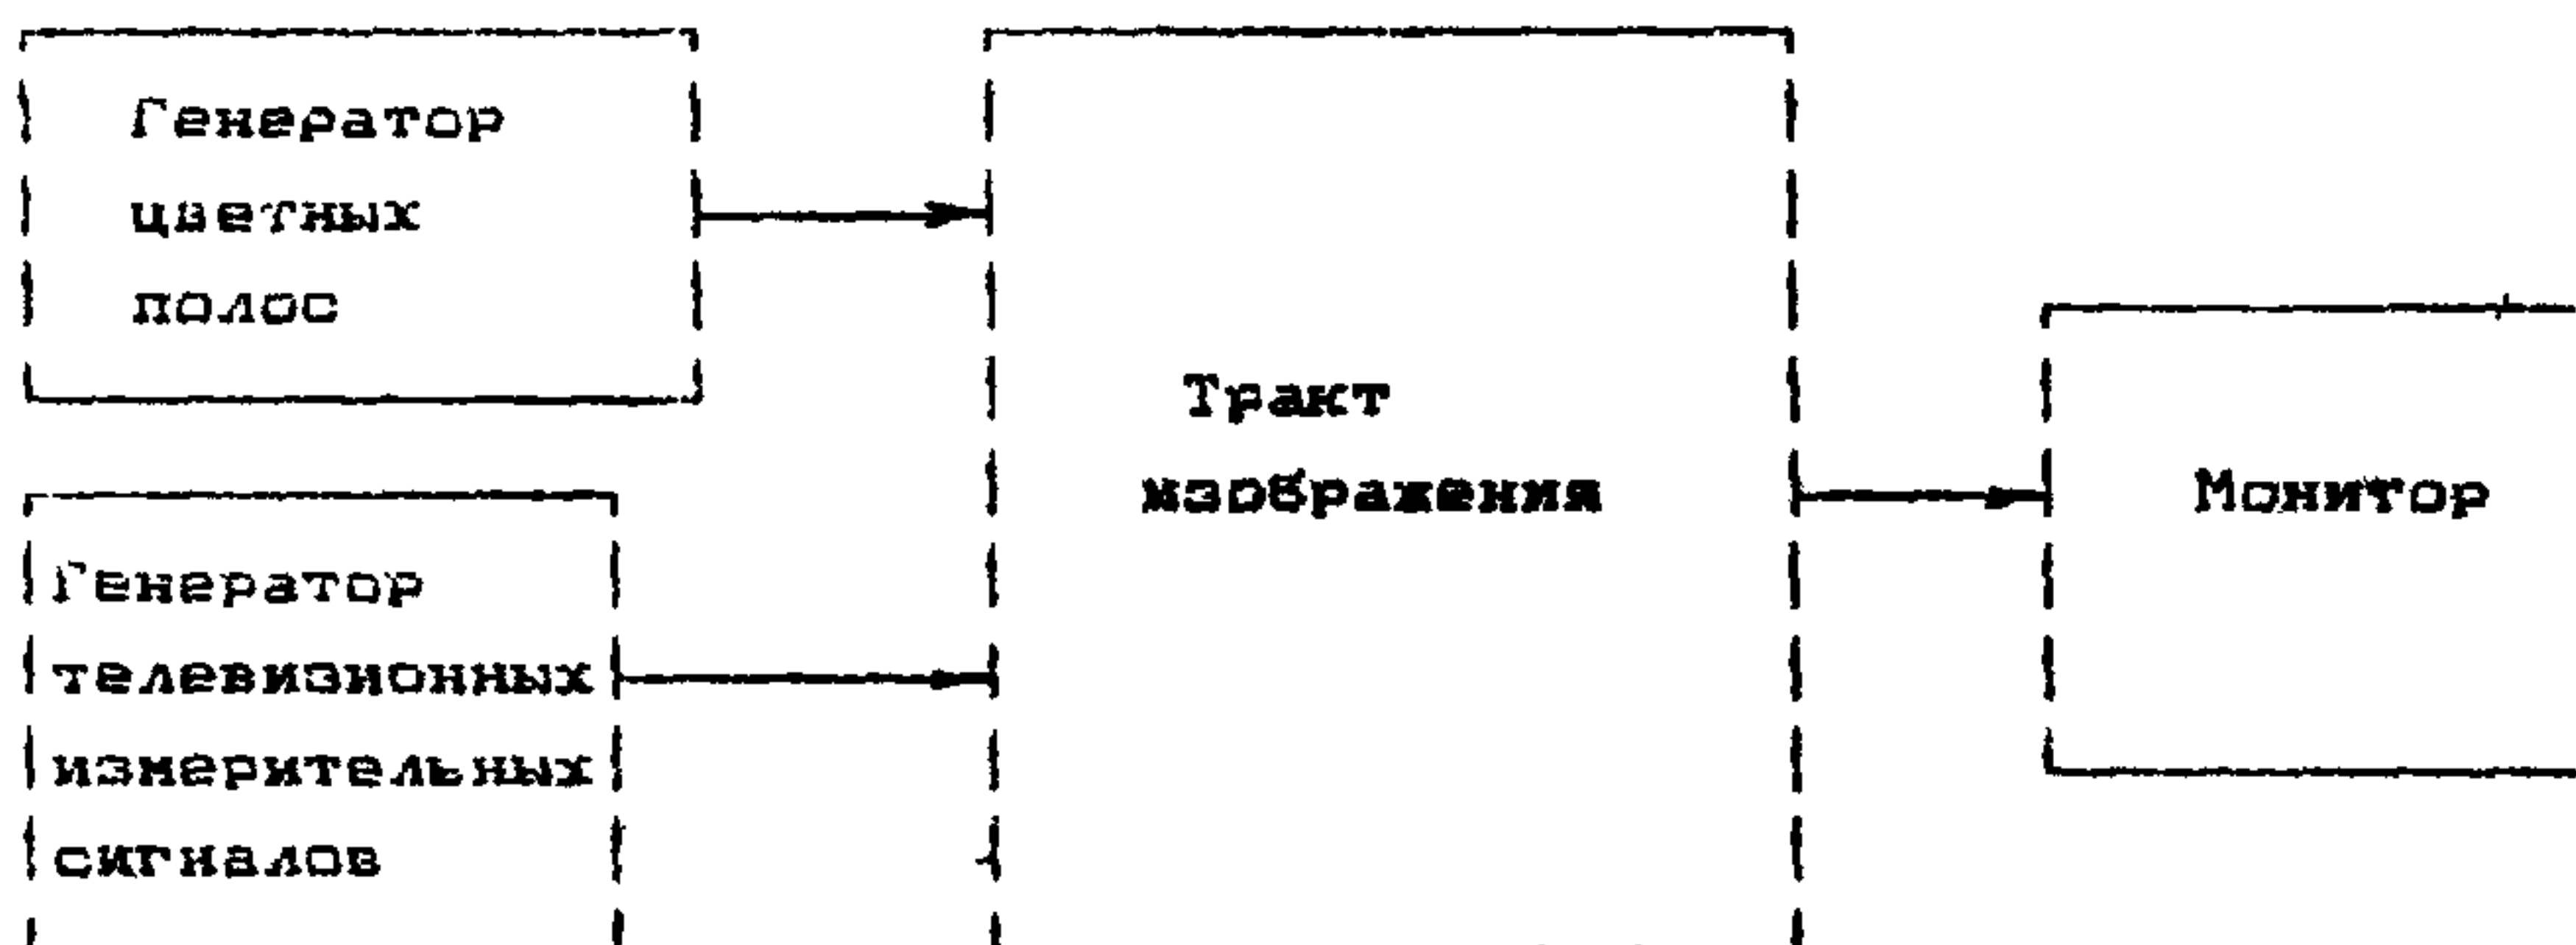 Генератор
цветных
полос
Тракт
изображения
Монитор
Генератор
телевизионных
измерительных
сигналов